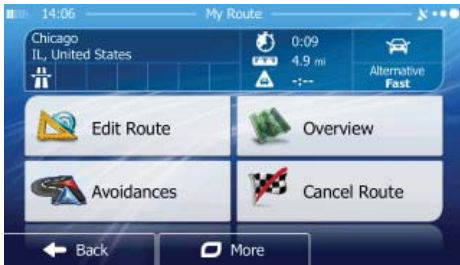 14:06 My Route
Chicago
IL, United States
0:09
4.9 mi
-:--
Alternative
Fast
Edit Route
Overview
Avoidances
Cancel Route
Back
More